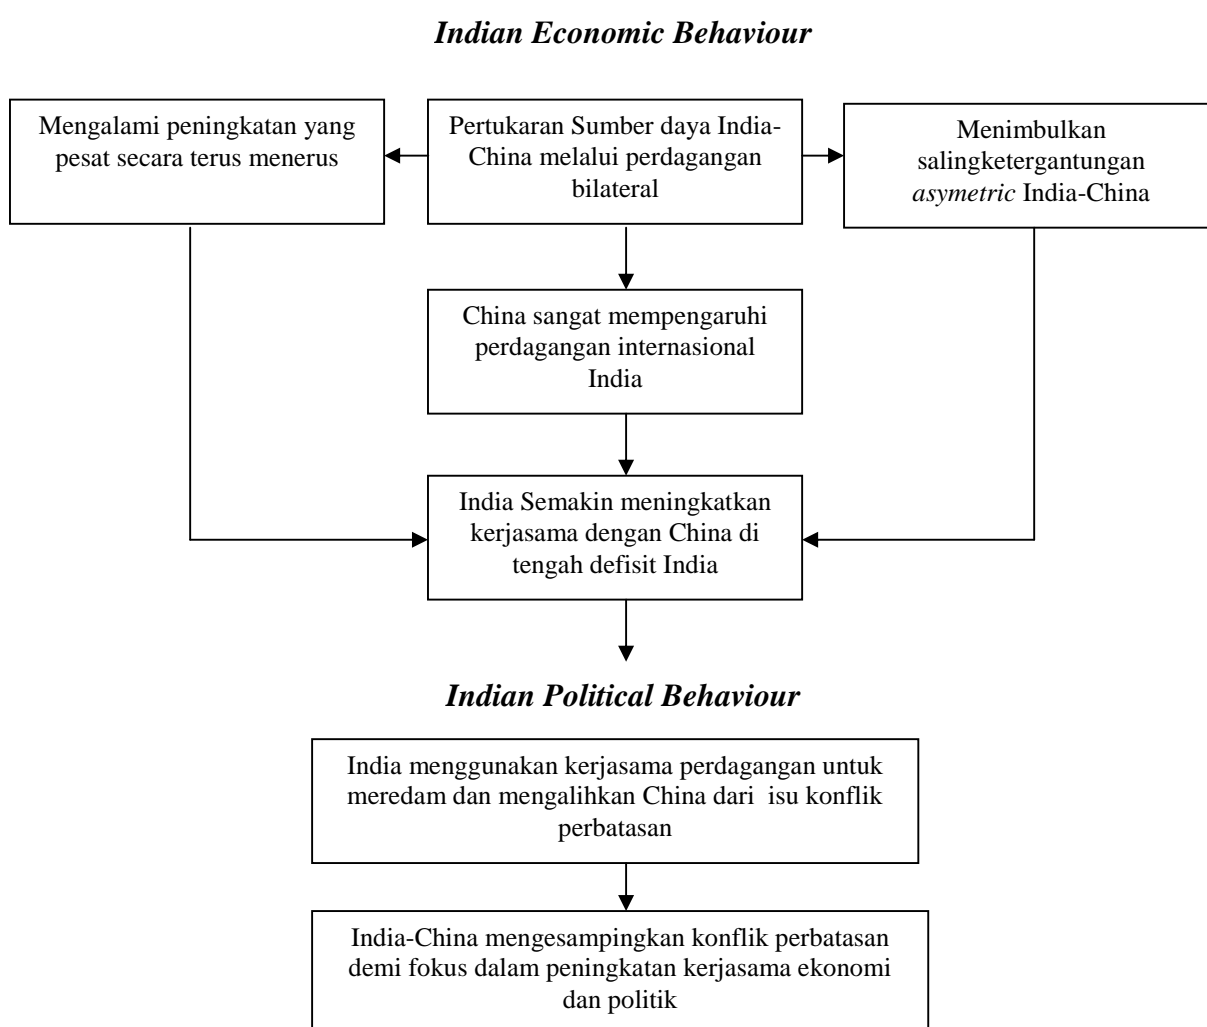 Indian Economic Behaviour
Mengalami peningkatan yang
pesat secara terus menerus
Pertukaran Sumber daya India-
China melalui perdagangan
bilateral
Menimbulkan
salingketergantungan
asymetric India-China
China sangat mempengaruhi
perdagangan internasional
India
India Semakin meningkatkan
kerjasama dengan China di
tengah defisit India
Indian Political Behaviour
India menggunakan kerjasama perdagangan untuk
meredam dan mengalihkan China dari isu konflik
perbatasan
India-China mengesampingkan konflik perbatasan
demi fokus dalam peningkatan kerjasama ekonomi
dan politik